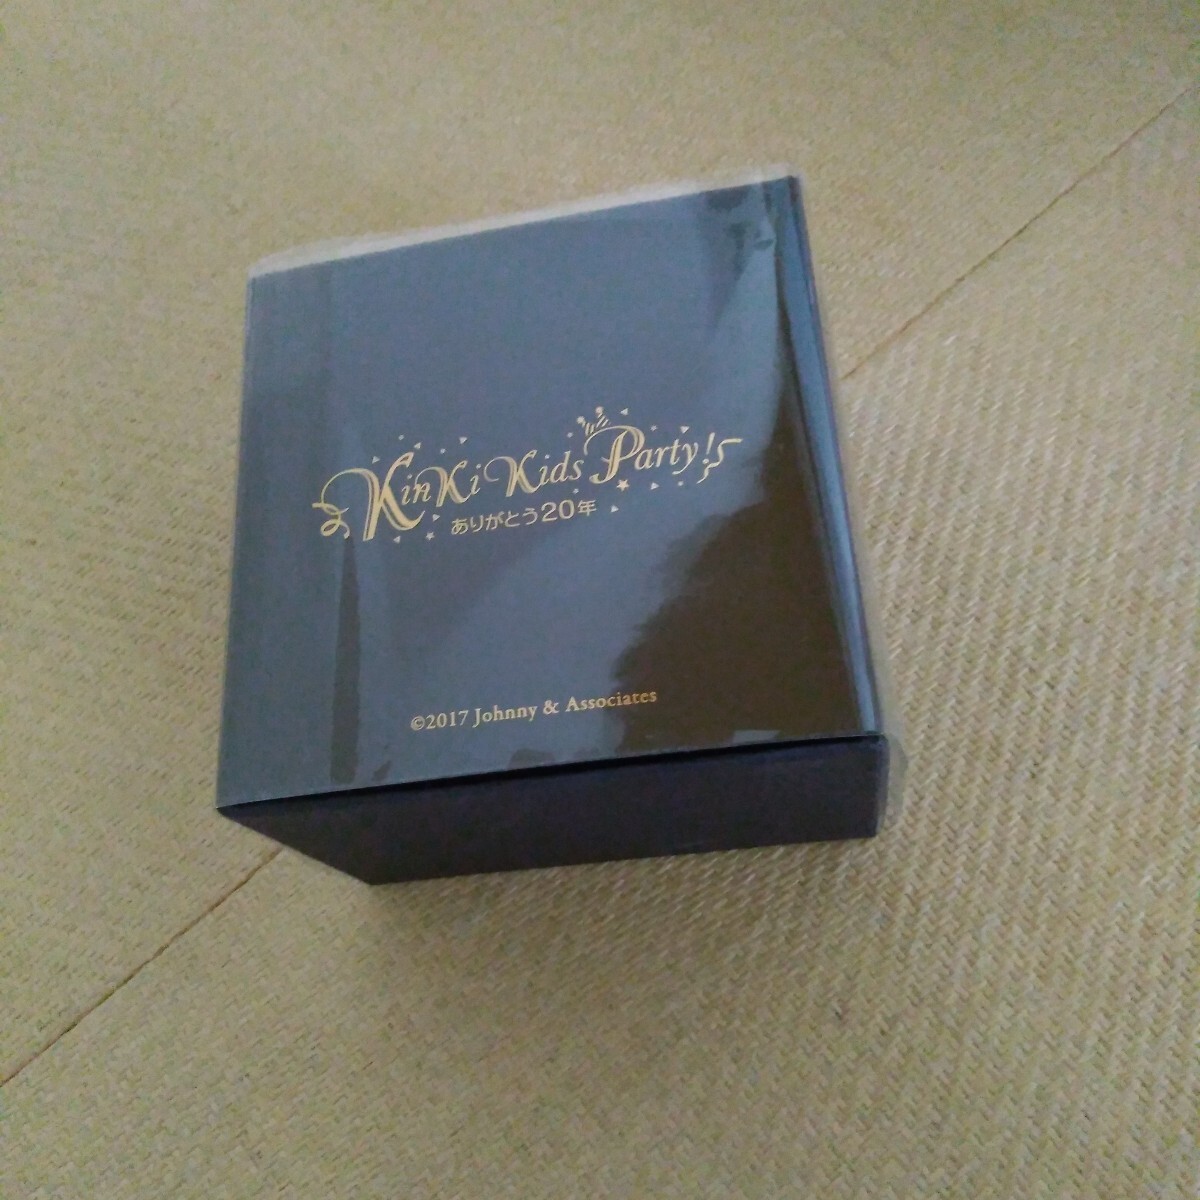 KinKi Kids Party!
ありがとう20年
©2017 Johnny & Associates